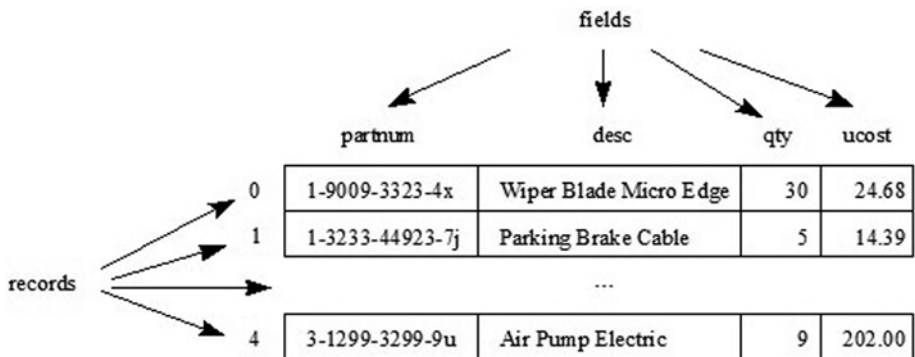 fields
partnum desc qty ucost
0 1-9009-3323-4x Wiper Blade Micro Edge 30 24.68
1 1-3233-44923-7j Parking Brake Cable 5 14.39
records ...
4 3-1299-3299-9u Air Pump Electric 9 202.00